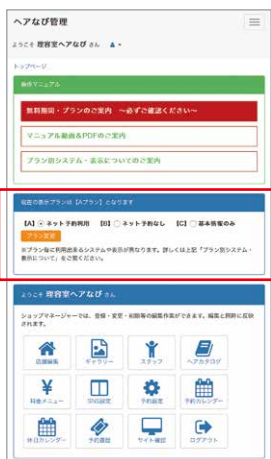 ヘアなび管理
ようこそ 理容室ヘアなび さん
トップページ
操作マニュアル
無料期間・プランのご案内 ～必ずご確認ください～
マニュアル動画&PDFのご案内
プラン別システム・表示についてのご案内
現在の表示プランは【Aプラン】となります
【A】 ネット予約利用 【B】 ネット予約なし 【C】 基本情報のみ
プラン変更
※プラン毎に利用出来るシステムや表示が異なります。詳しくは上記「プラン別システム・
表示について」をご覧ください。
ようこそ 理容室ヘアなび さん
ショップマネージャーでは、登録・変更・削除等の編集作業ができます。編集と同時に反映
されます。
店舗編集 ギャラリー スタッフ ヘアカタログ
料金メニュー SNS設定 予約設定 予約カレンダー
休日カレンダー 予約履歴 サイト確認 ログアウト